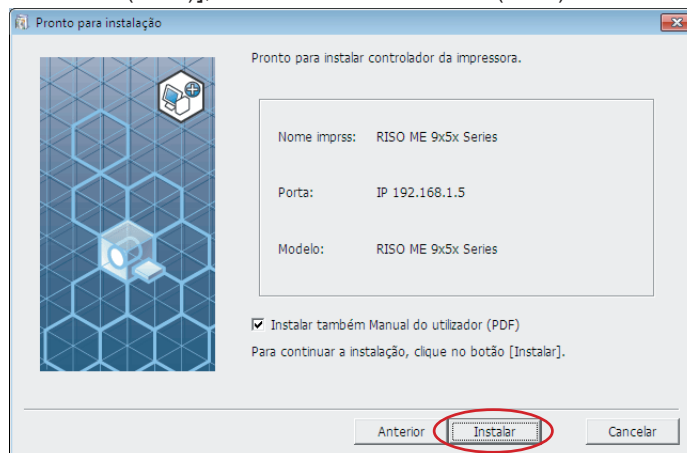 Pronto para instalação
Pronto para instalar controlador da impressora.
Nome imprss: RISO ME 9x5x Series
Porta: IP 192.168.1.5
Modelo: RISO ME 9x5x Series
Instalar também Manual do utilizador (PDF)
Para continuar a instalação, clique no botão [Instalar].
Anterior Instalar Cancelar